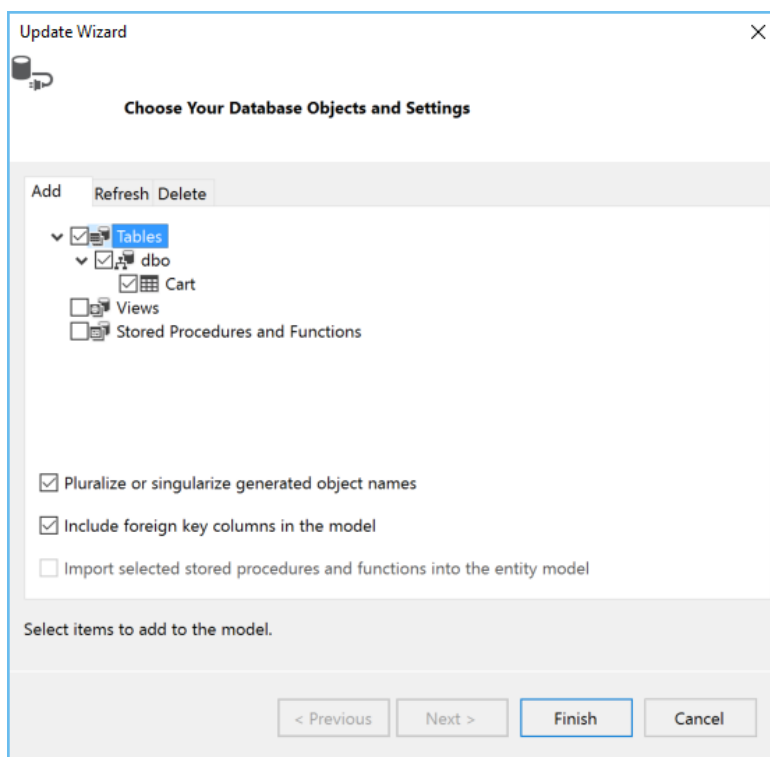 Update Wizard
Choose Your Database Objects and Settings
Add Refresh Delete
Tables
dbo
Cart
Views
Stored Procedures and Functions
Pluralize or singularize generated object names
Include foreign key columns in the model
Import selected stored procedures and functions into the entity model
Select items to add to the model.
< Previous Next > Finish Cancel